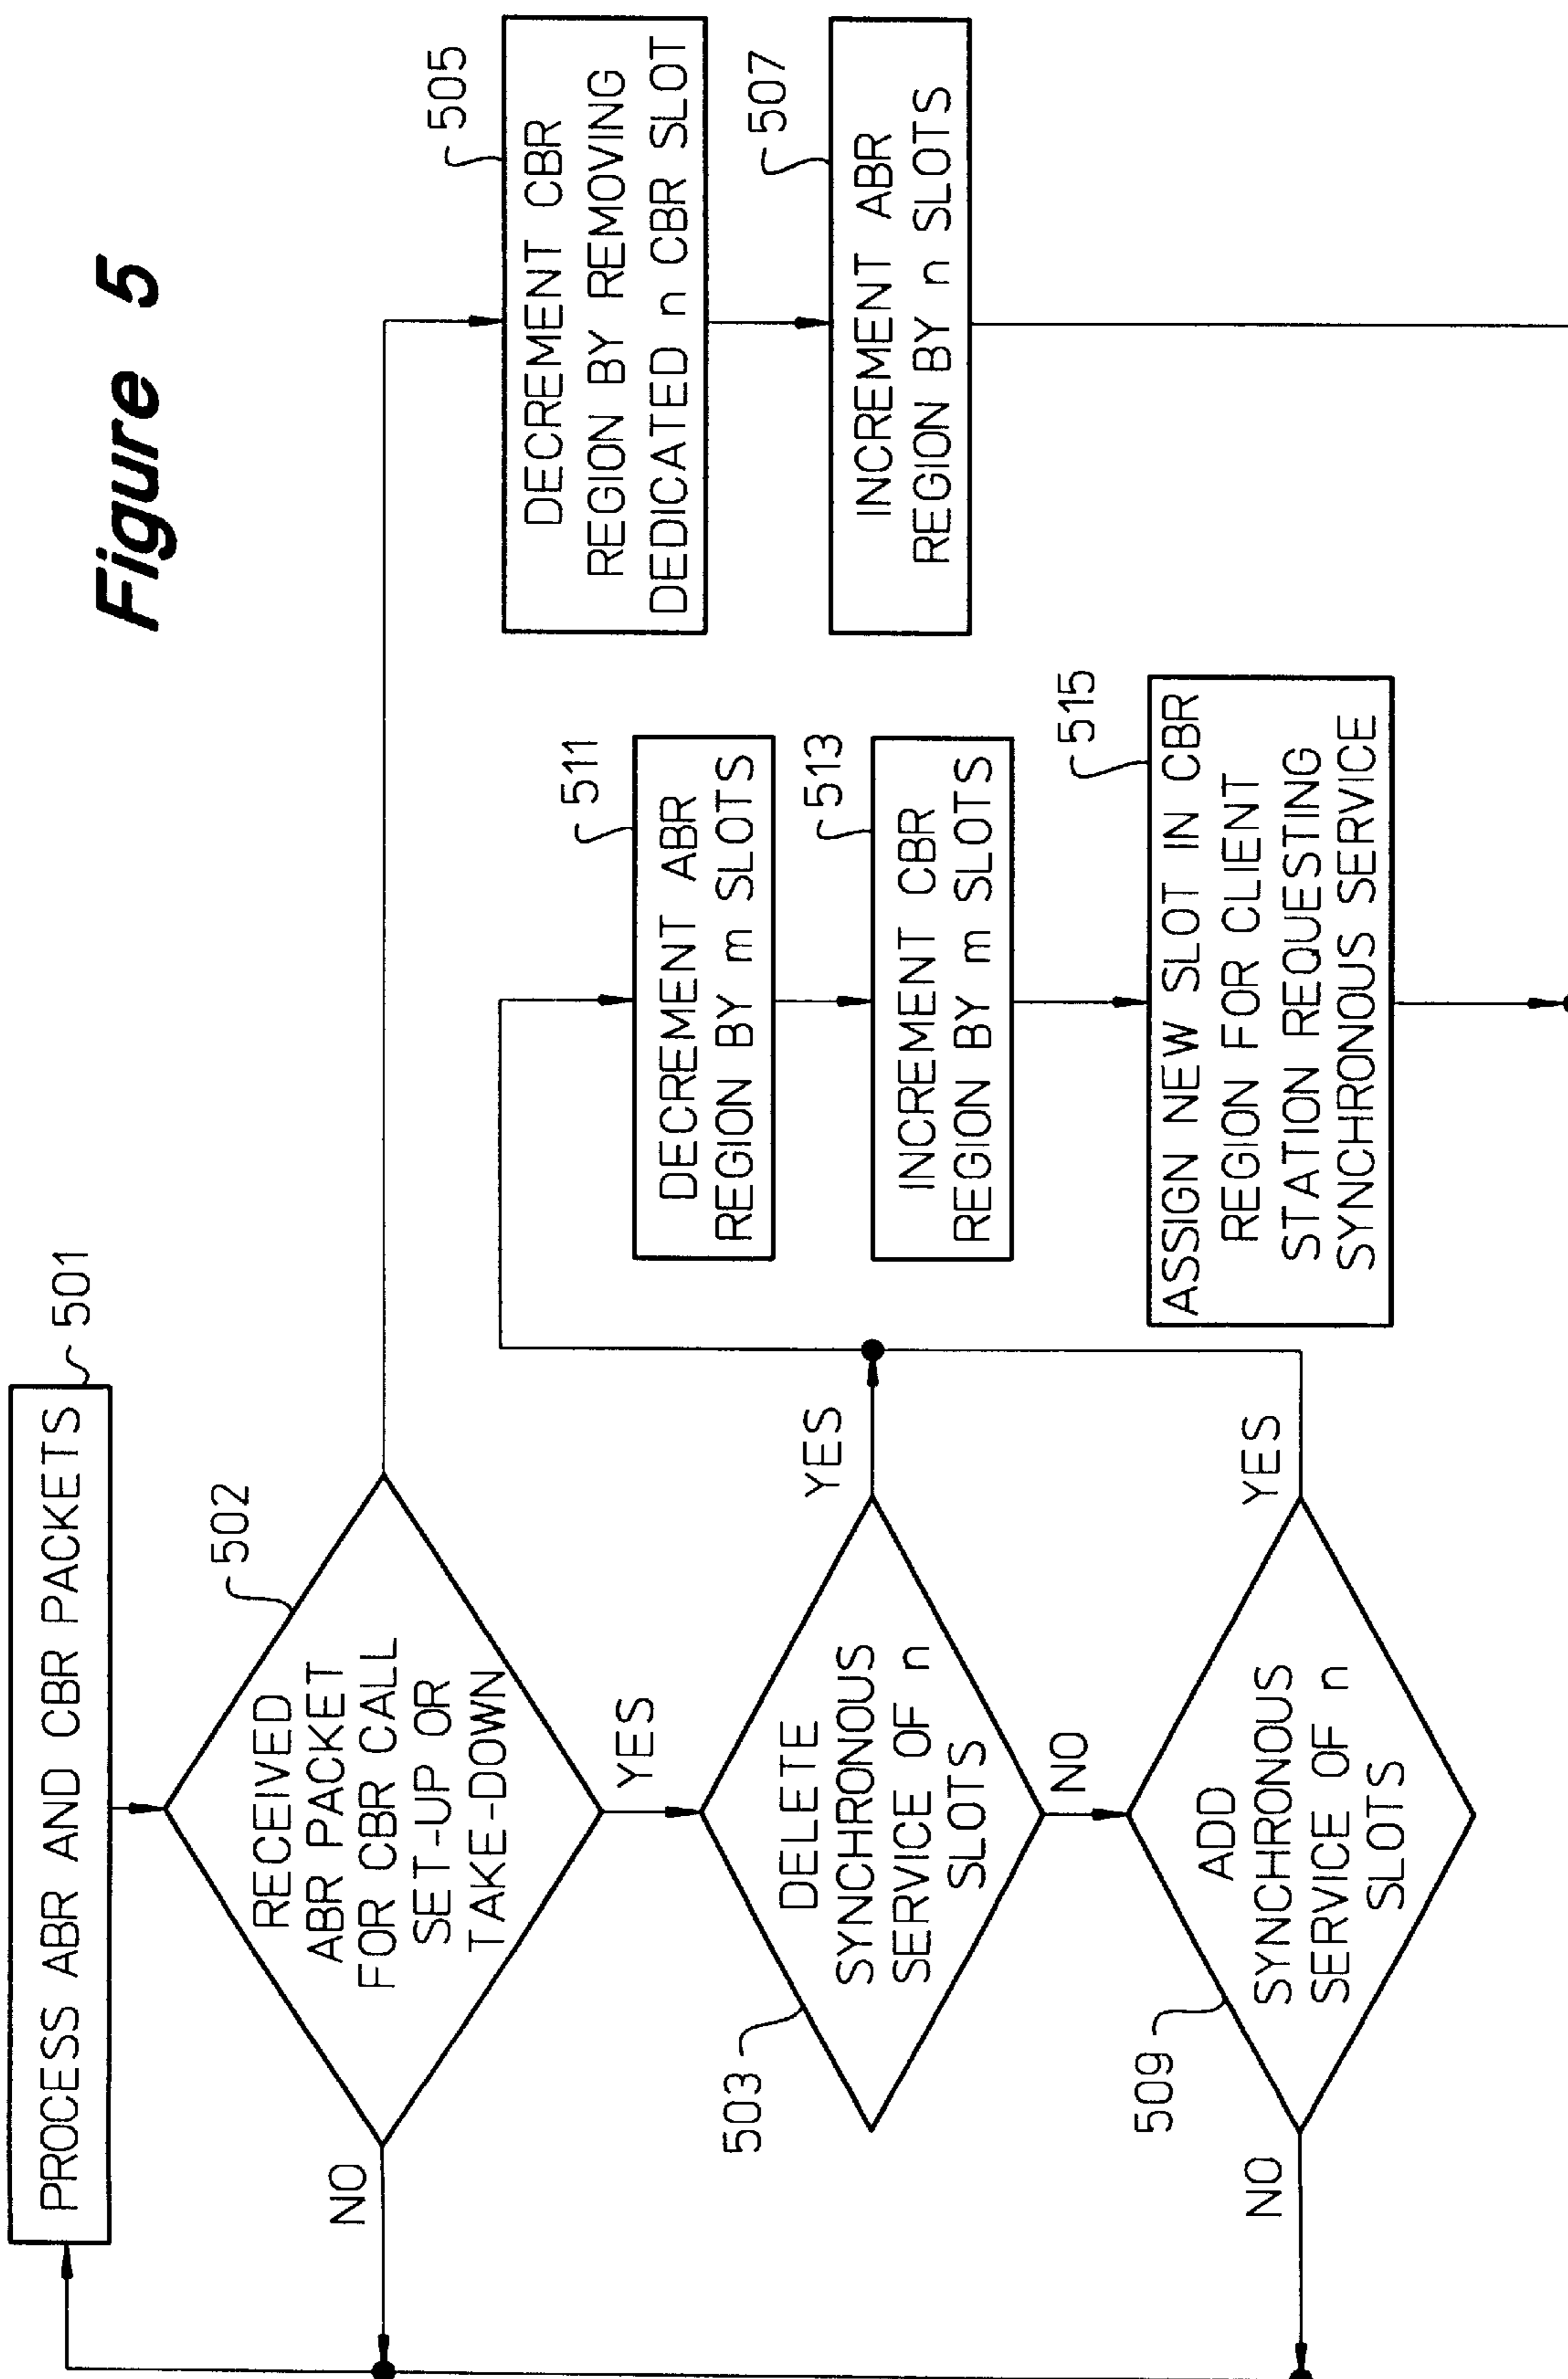 Figure 5
PROCESS ABR AND CBR PACKETS
501
RECEIVED
ABR PACKET
FOR CBR CALL
SET-UP OR
TAKE-DOWN
502
NO
YES
DELETE
SYNCHRONOUS
SERVICE OF n
SLOTS
503
YES
NO
ADD
SYNCHRONOUS
SERVICE OF n
SLOTS
509
NO
YES
DECREMENT ABR
REGION BY m SLOTS
511
INCREMENT CBR
REGION BY m SLOTS
513
ASSIGN NEW SLOT IN CBR
REGION FOR CLIENT
STATION REQUESTING
SYNCHRONOUS SERVICE
515
DECREMENT CBR
REGION BY REMOVING
DEDICATED n CBR SLOT
505
INCREMENT ABR
REGION BY n SLOTS
507